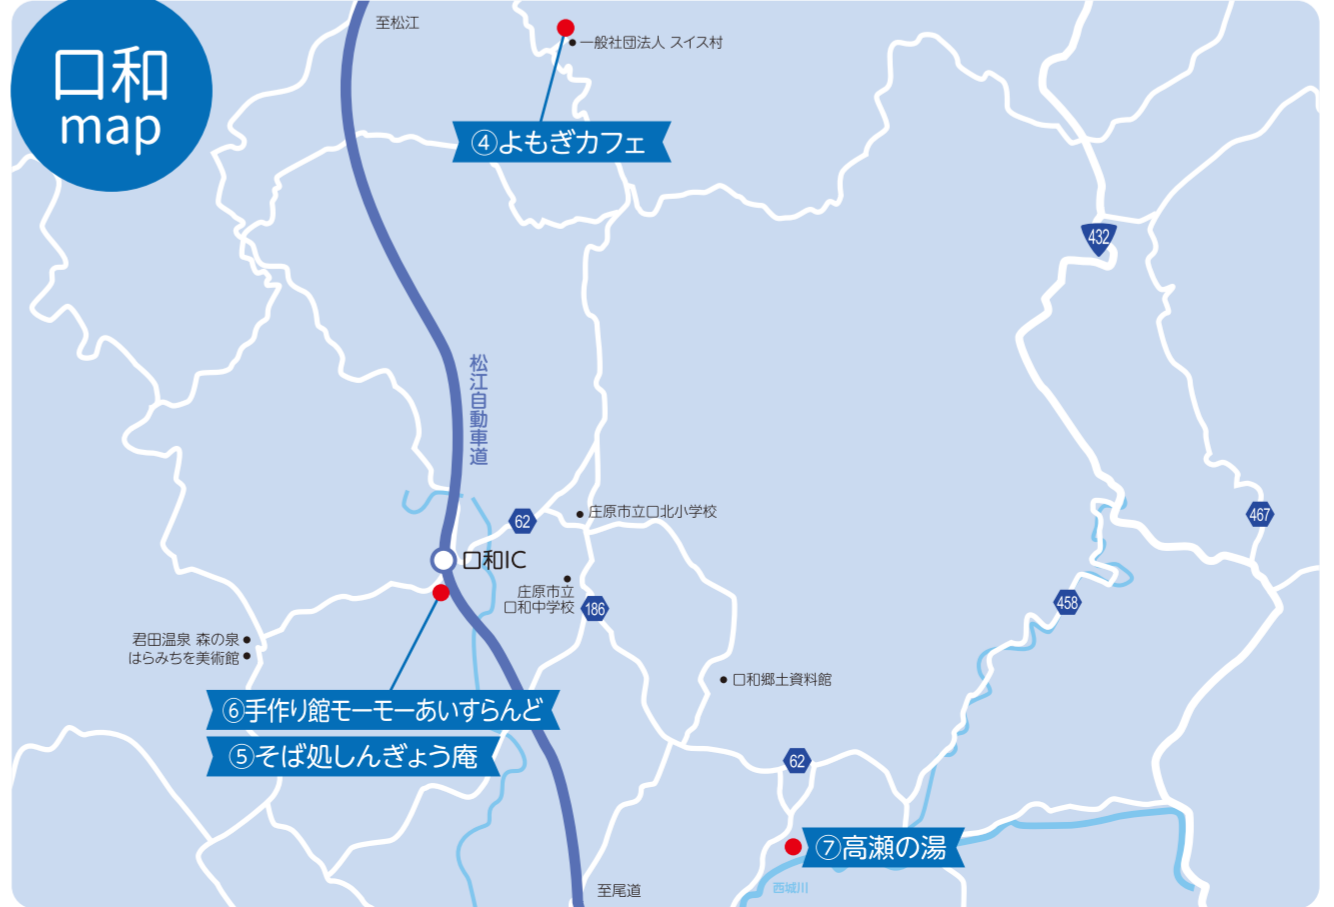 口和
map
至松江
一般社団法人 スイス村
④よもぎカフェ
432
松江自動車道
62
庄原市立口北小学校
467
口和IC
庄原市立
口和中学校
186
458
君田温泉 森の泉
はらみちを美術館
口和郷土資料館
⑥手作り館モーモーあいすらんど
⑤そば処しんぎょう庵
62
⑦高瀬の湯
西城川
至尾道